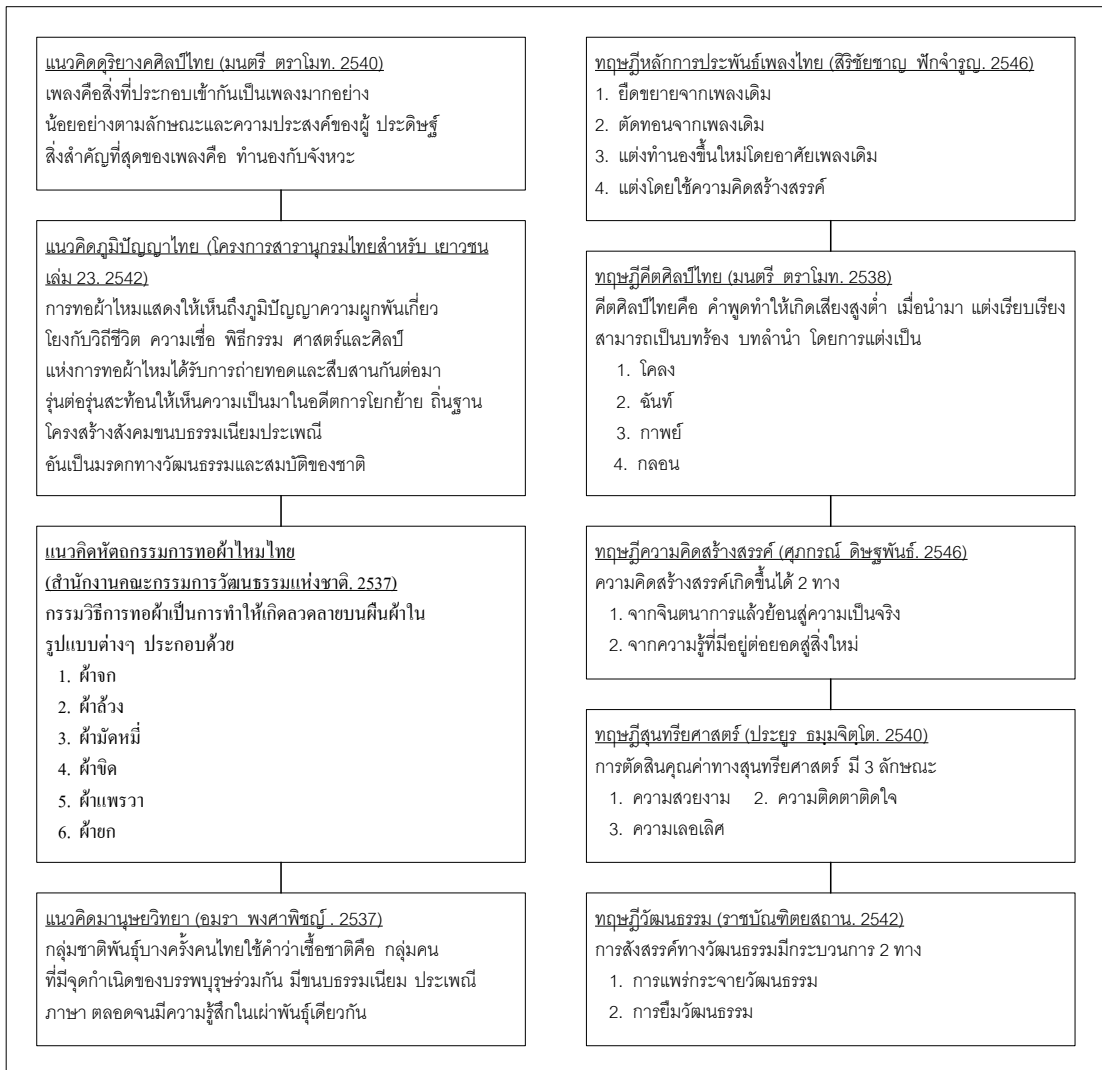 แนวคิดดุริยางคศิลป์ไทย (มนตรี ตราโมท. 2540)
เพลงคือสิ่งที่ประกอบเข้ากันเป็นเพลงมากอย่าง
น้อยอย่างตามลักษณะและความประสงค์ของผู้ ประดิษฐ์
สิ่งสำคัญที่สุดของเพลงคือ ทำนองกับจังหวะ
แนวคิดภูมิปัญญาไทย (โครงการสารานุกรมไทยสำหรับ เยาวชน
เล่ม 23. 2542)
การทอผ้าไหมแสดงให้เห็นถึงภูมิปัญญาความผูกพันเกี่ยว
โยงกับวิถีชีวิต ความเชื่อ พิธีกรรม ศาสตร์และศิลป์
แห่งการทอผ้าไหมได้รับการถ่ายทอดและสืบสานกันต่อมา
รุ่นต่อรุ่นสะท้อนให้เห็นความเป็นมาในอดีตการโยกย้าย ถิ่นฐาน
โครงสร้างสังคมขนบธรรมเนียมประเพณี
อันเป็นมรดกทางวัฒนธรรมและสมบัติของชาติ
แนวคิดหัตถกรรมการทอผ้าไหมไทย
(สำนักงานคณะกรรมการวัฒนธรรมแห่งชาติ. 2537)
กรรมวิธีการทอผ้าเป็นการทำให้เกิดลวดลายบนผืนผ้าใน
รูปแบบต่างๆ ประกอบด้วย
1. ผ้าจก
2. ผ้าล้วง
3. ผ้ามัดหมี่
4. ผ้าขิด
5. ผ้าแพรวา
6. ผ้ายก
แนวคิดมานุษยวิทยา (อมรา พงศาพิชญ์ . 2537)
กลุ่มชาติพันธุ์บางครั้งคนไทยใช้คำว่าเชื้อชาติคือ กลุ่มคน
ที่มีจุดกำเนิดของบรรพบุรุษร่วมกัน มีขนบธรรมเนียม ประเพณี
ภาษา ตลอดจนมีความรู้สึกในเผ่าพันธุ์เดียวกัน
ทฤษฎีหลักการประพันธ์เพลงไทย (สิริชัยชาญ ฟักจำรูญ. 2546)
1. ยืดขยายจากเพลงเดิม
2. ตัดทอนจากเพลงเดิม
3. แต่งทำนองขึ้นใหม่โดยอาศัยเพลงเดิม
4. แต่งโดยใช้ความคิดสร้างสรรค์
ทฤษฎีคีตศิลป์ไทย (มนตรี ตราโมท. 2538)
คีตศิลป์ไทยคือ คำพูดทำให้เกิดเสียงสูงต่ำ เมื่อนำมา แต่งเรียบเรียง
สามารถเป็นบทร้อง บทลำนำ โดยการแต่งเป็น
1. โคลง
2. ฉันท์
3. กาพย์
4. กลอน
ทฤษฎีความคิดสร้างสรรค์ (ศุภกรณ์ ดิษฐพันธ์. 2546)
ความคิดสร้างสรรค์เกิดขึ้นได้ 2 ทาง
1. จากจินตนาการแล้วย้อนสู่ความเป็นจริง
2. จากความรู้ที่มีอยู่ต่อยอดสู่สิ่งใหม่
ทฤษฎีสุนทรียศาสตร์ (ประยูร ธมฺมจิตฺโต. 2540)
การตัดสินคุณค่าทางสุนทรียศาสตร์ มี 3 ลักษณะ
1. ความสวยงาม 2. ความติดตาติดใจ
3. ความเลอเลิศ
ทฤษฎีวัฒนธรรม (ราชบัณฑิตยสถาน. 2542)
การสังสรรค์ทางวัฒนธรรมมีกระบวนการ 2 ทาง
1. การแพร่กระจายวัฒนธรรม
2. การยืมวัฒนธรรม